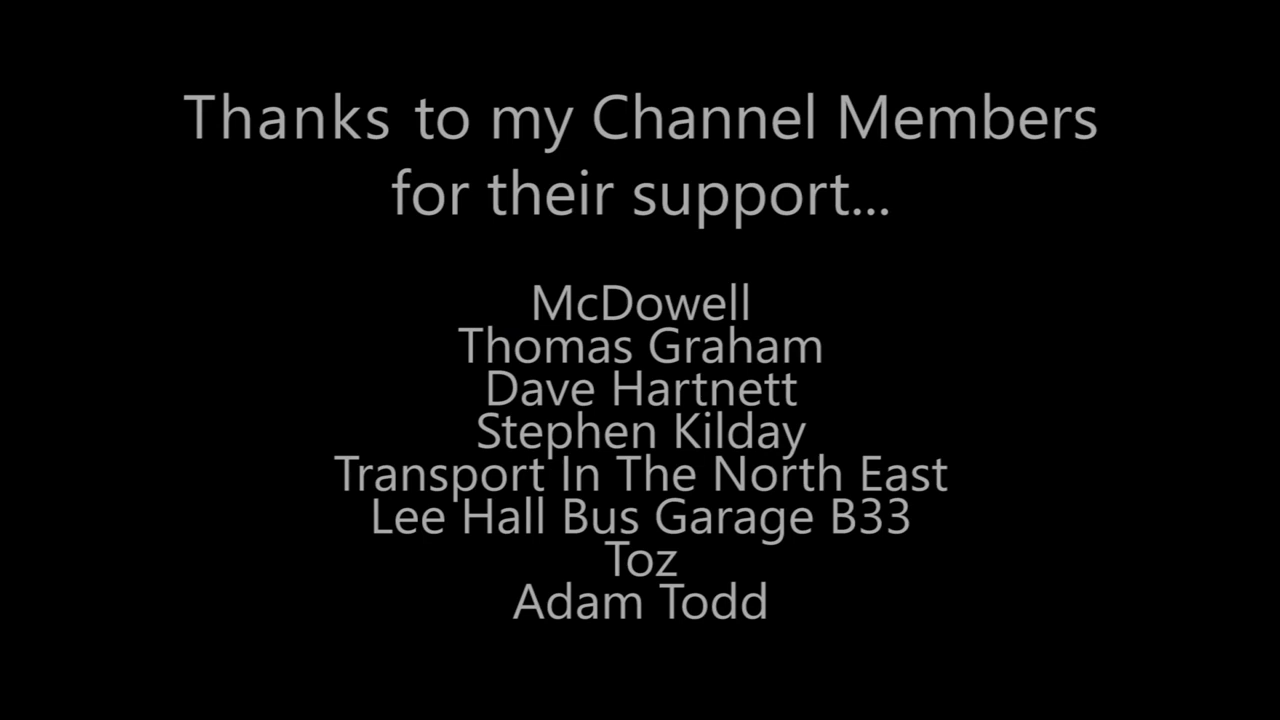 Thanks to my Channel Members
for their support...
McDowell
Thomas Graham
Dave Hartnett
Stephen Kilday
Transport In The North East
Lee Hall Bus Garage B33
Toz
Adam Todd